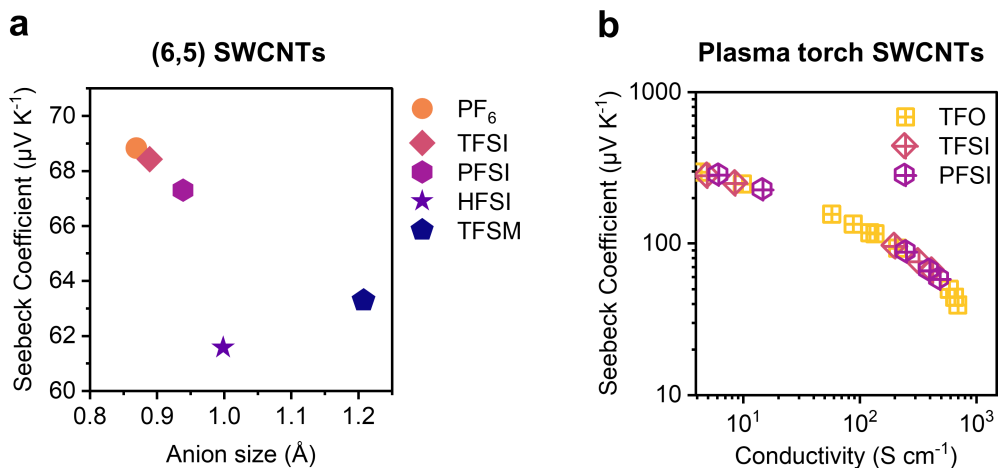 a
(6,5) SWCNTs
Seebeck Coefficient (µV K⁻¹)
70
68
66
64
62
60
0.8
0.9
1.0
1.1
1.2
Anion size (Å)
PF₆
TFSI
PFSI
HFSI
TFSM
b
Plasma torch SWCNTs
Seebeck Coefficient (µV K⁻¹)
1000
100
10
10¹
10²
10³
Conductivity (S cm⁻¹)
TFO
TFSI
PFSI